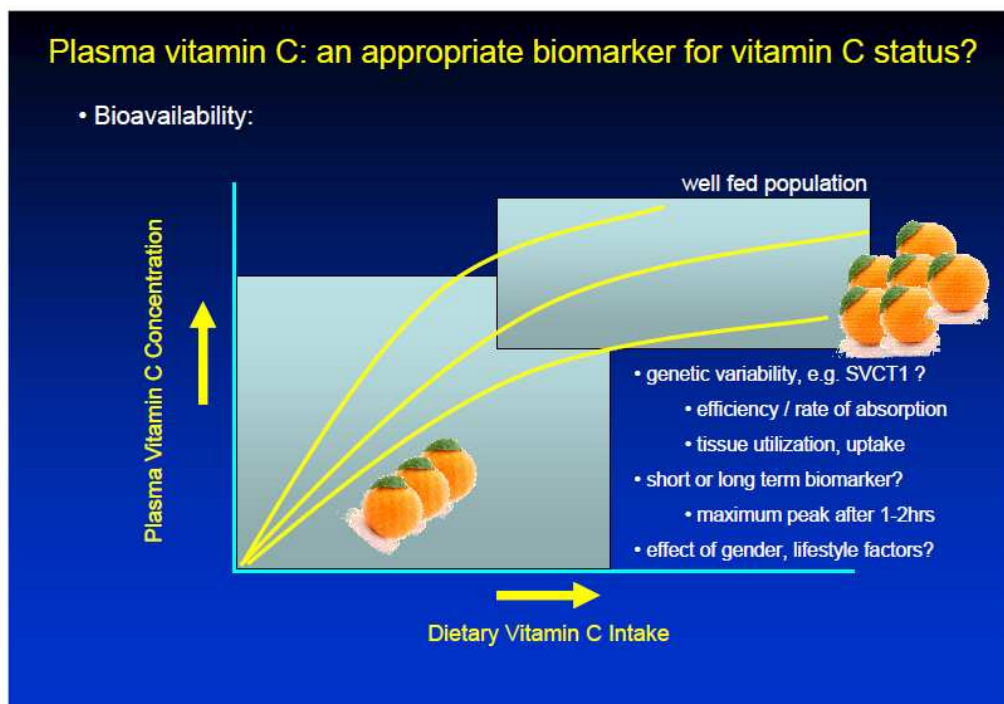 Plasma vitamin C: an appropriate biomarker for vitamin C status?
• Bioavailability:
well fed population
Plasma Vitamin C Concentration
• genetic variability, e.g. SVCT1 ?
• efficiency / rate of absorption
• tissue utilization, uptake
• short or long term biomarker?
• maximum peak after 1-2hrs
• effect of gender, lifestyle factors?
Dietary Vitamin C Intake